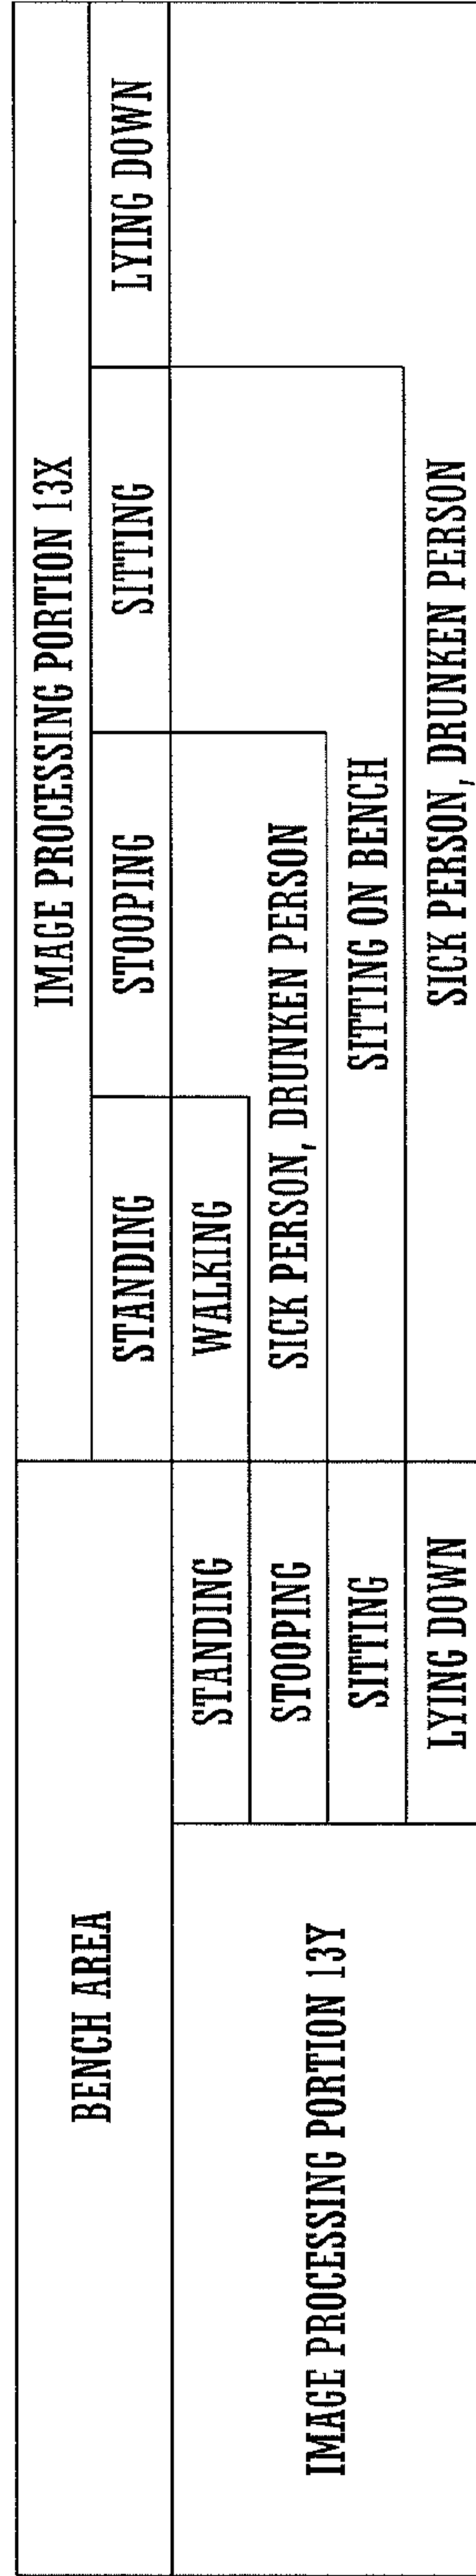 BENCH AREA
IMAGE PROCESSING PORTION 13X
STANDING
STOOPING
SITTING
LYING DOWN
IMAGE PROCESSING PORTION 13Y
STANDING
WALKING
STOOPING
SICK PERSON, DRUNKEN PERSON
SITTING
SITTING ON BENCH
LYING DOWN
SICK PERSON, DRUNKEN PERSON